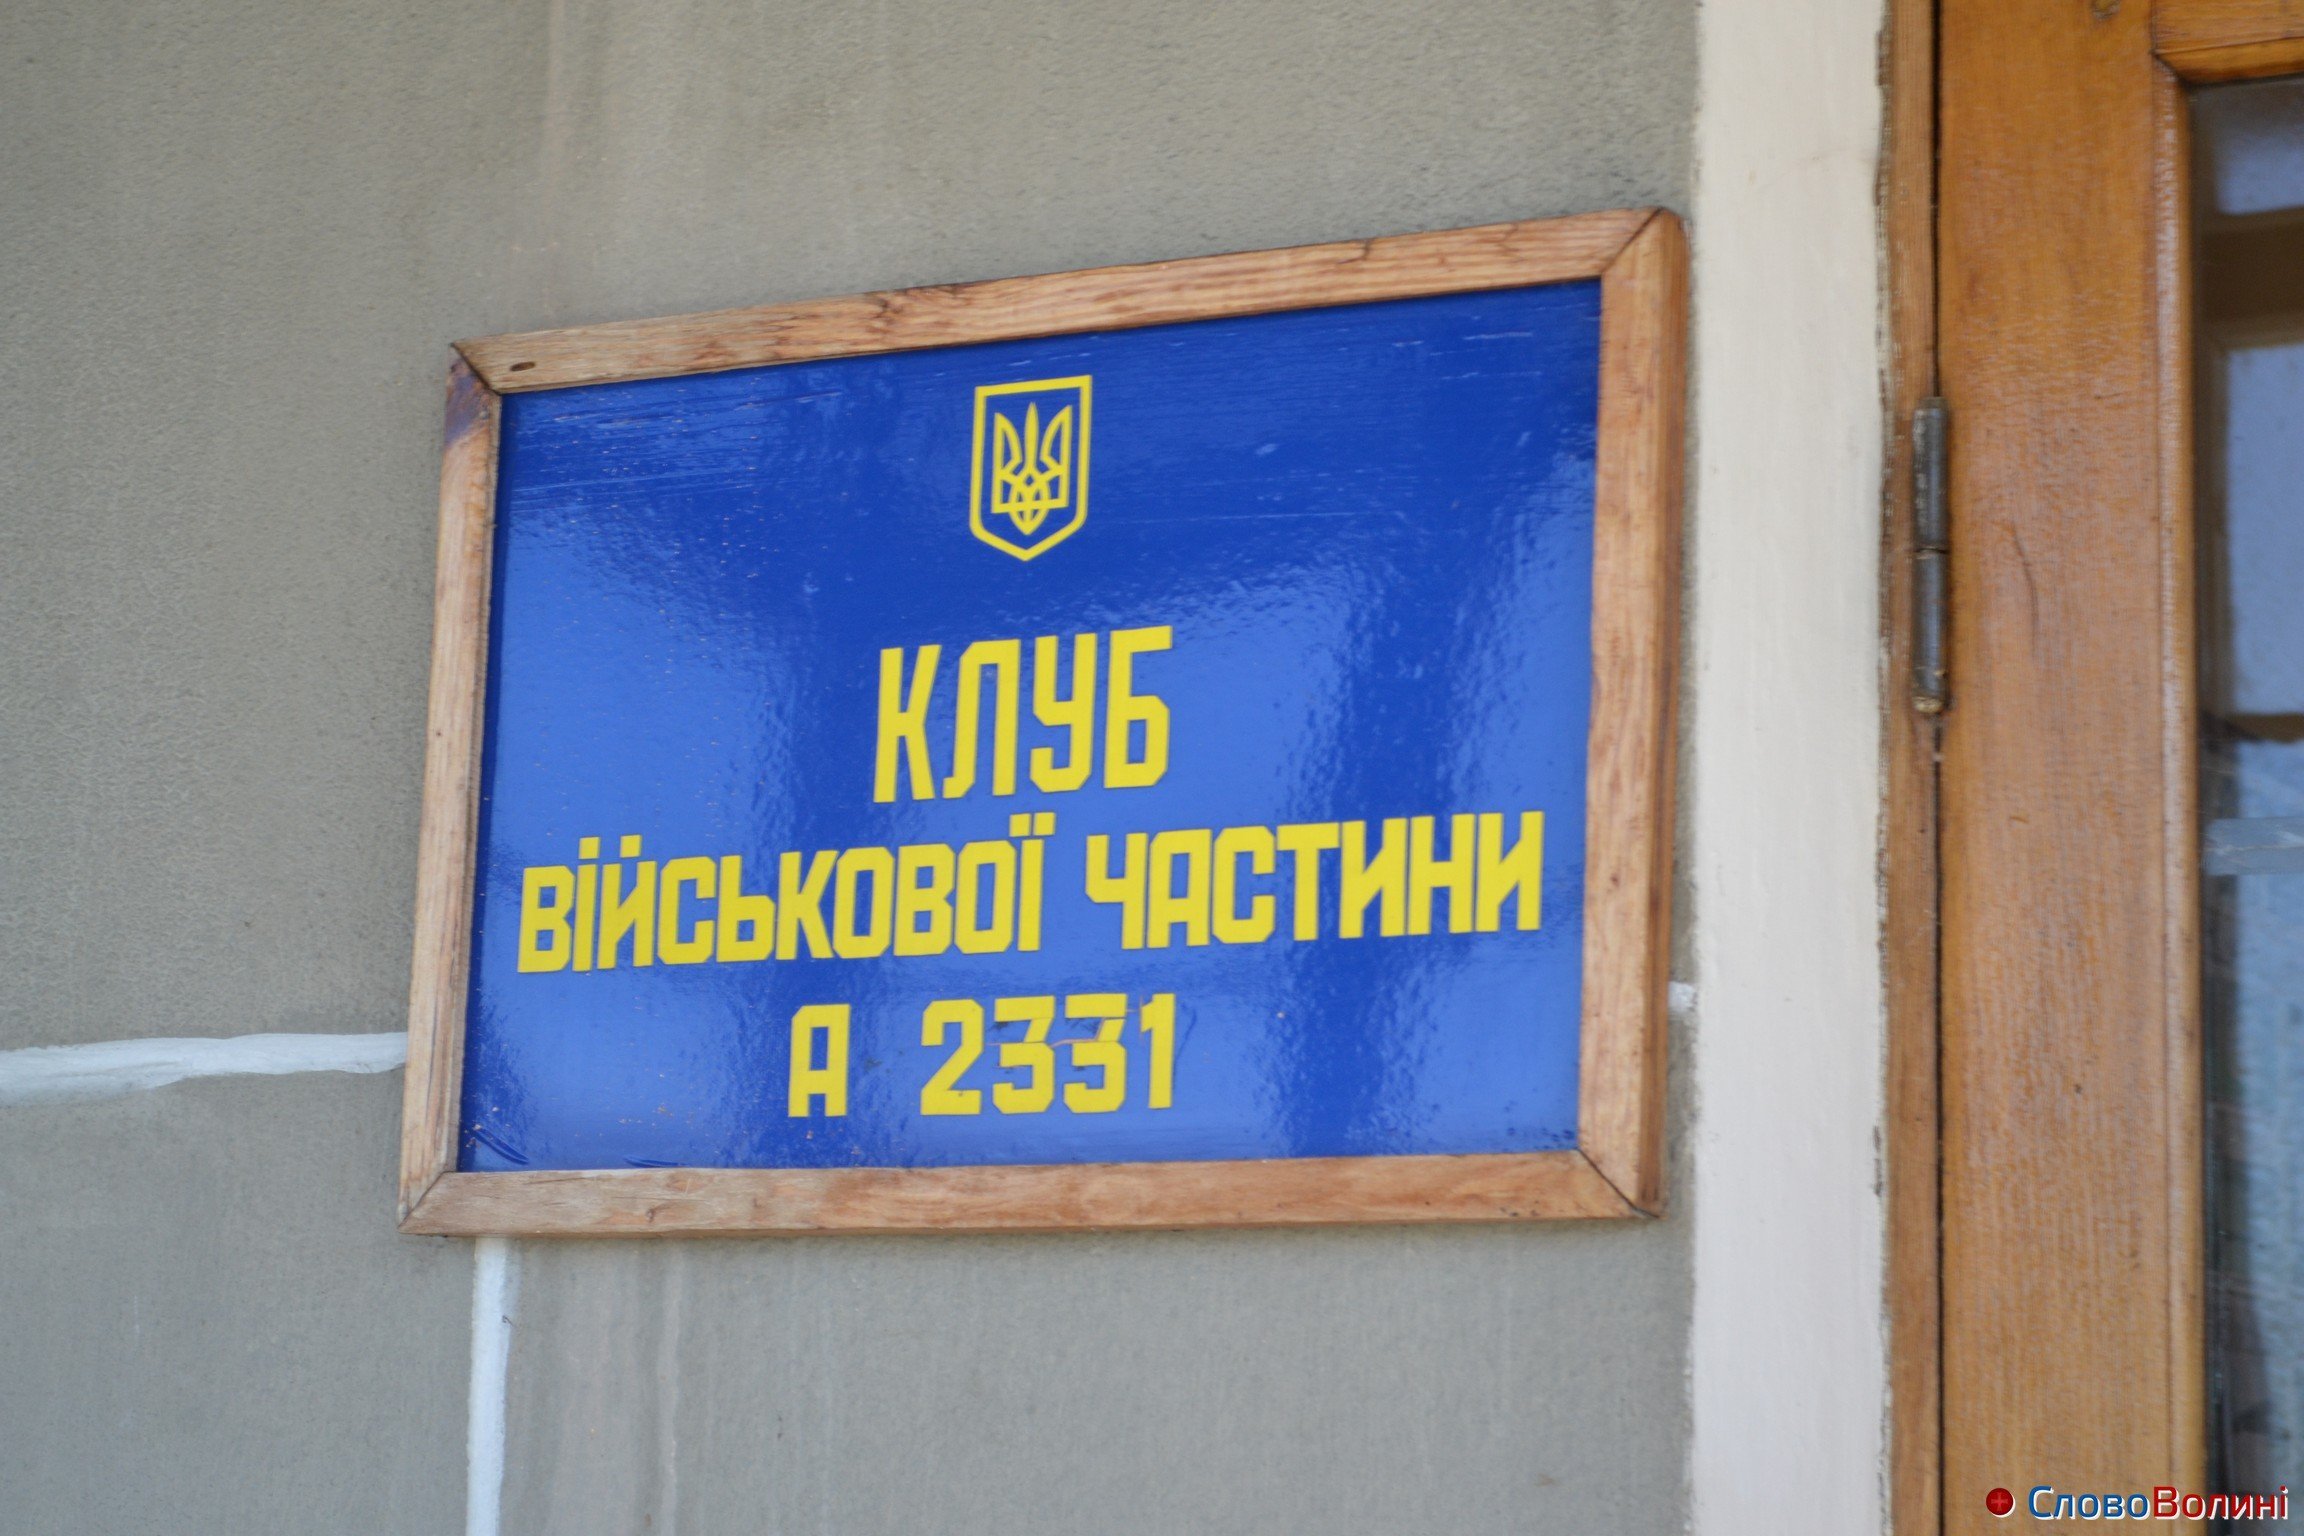 КЛУБ
ВІЙСЬКОВОЇ ЧАСТИНИ
А 2331
СловоВолині